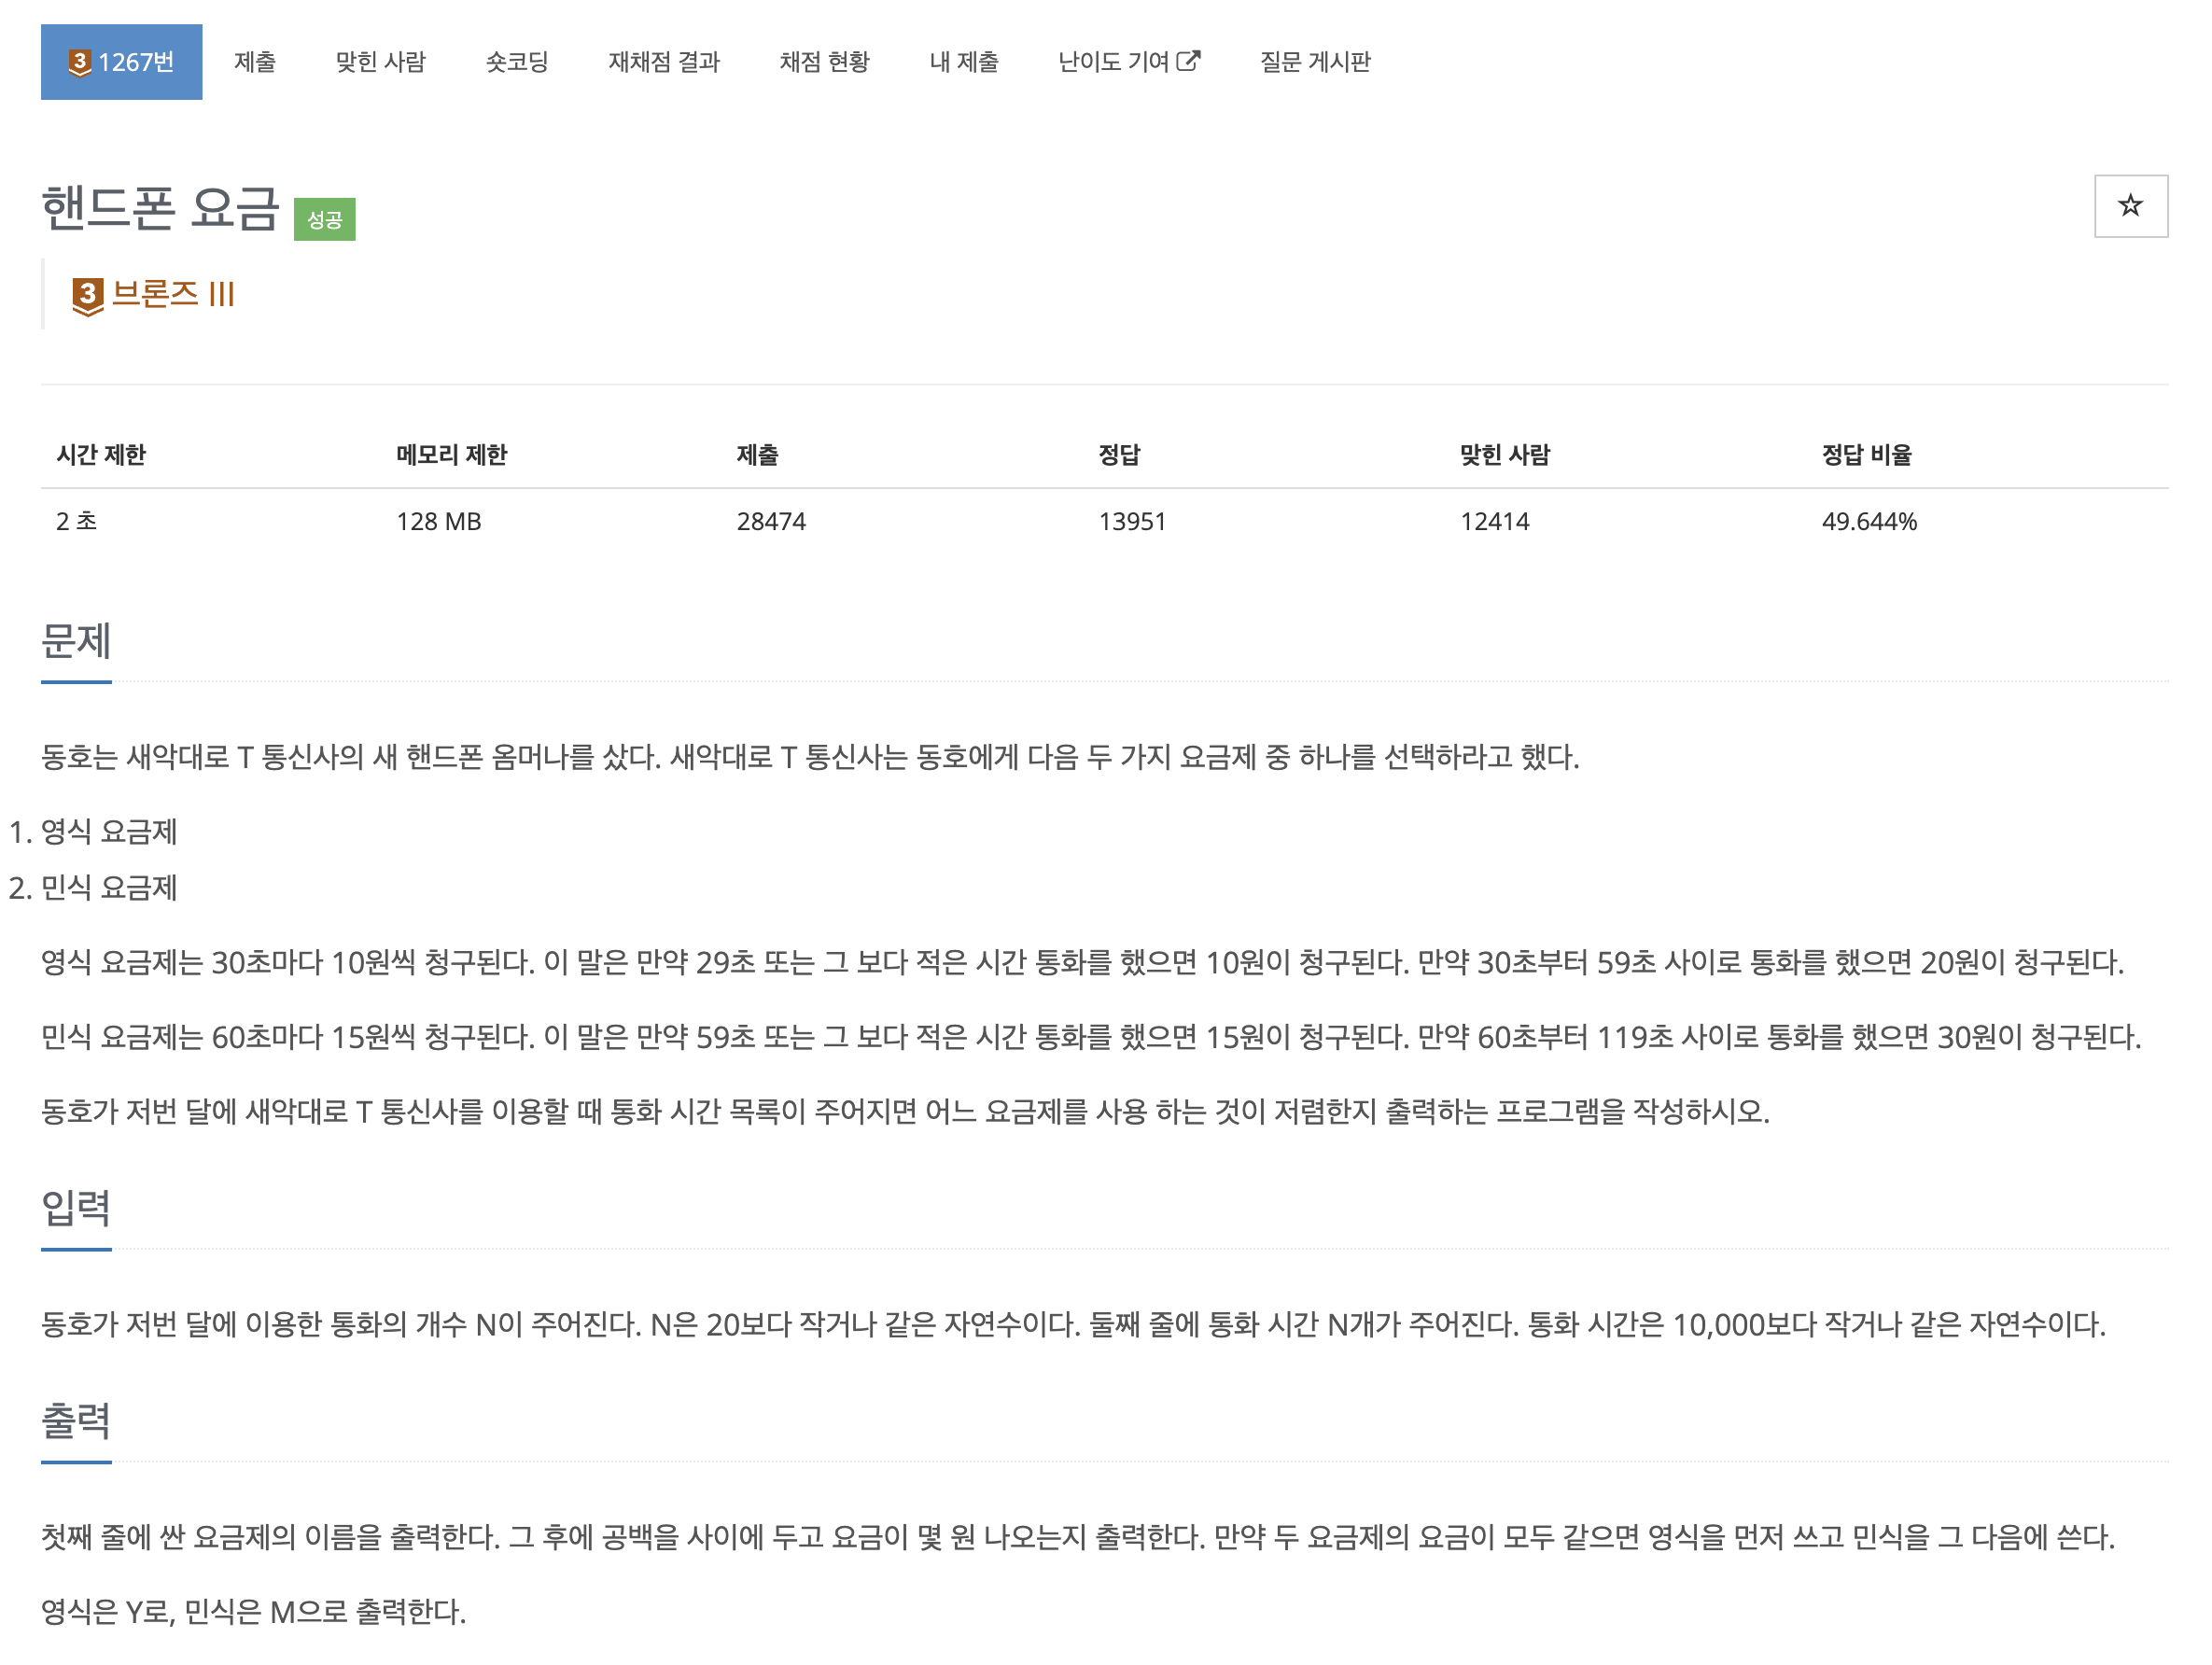 3 1267번 제출 맞힌 사람 숏코딩 재채점 결과 채점 현황 내 제출 난이도 기여 질문 게시판
핸드폰 요금 성공
3 브론즈 III
시간 제한 메모리 제한 제출 정답 맞힌 사람 정답 비율
2 초 128 MB 28474 13951 12414 49.644%
문제
동호는 새악대로 T 통신사의 새 핸드폰 옴머나를 샀다. 새악대로 T 통신사는 동호에게 다음 두 가지 요금제 중 하나를 선택하라고 했다.
1. 영식 요금제
2. 민식 요금제
영식 요금제는 30초마다 10원씩 청구된다. 이 말은 만약 29초 또는 그 보다 적은 시간 통화를 했으면 10원이 청구된다. 만약 30초부터 59초 사이로 통화를 했으면 20원이 청구된다.
민식 요금제는 60초마다 15원씩 청구된다. 이 말은 만약 59초 또는 그 보다 적은 시간 통화를 했으면 15원이 청구된다. 만약 60초부터 119초 사이로 통화를 했으면 30원이 청구된다.
동호가 저번 달에 새악대로 T 통신사를 이용할 때 통화 시간 목록이 주어지면 어느 요금제를 사용 하는 것이 저렴한지 출력하는 프로그램을 작성하시오.
입력
동호가 저번 달에 이용한 통화의 개수 N이 주어진다. N은 20보다 작거나 같은 자연수이다. 둘째 줄에 통화 시간 N개가 주어진다. 통화 시간은 10,000보다 작거나 같은 자연수이다.
출력
첫째 줄에 싼 요금제의 이름을 출력한다. 그 후에 공백을 사이에 두고 요금이 몇 원 나오는지 출력한다. 만약 두 요금제의 요금이 모두 같으면 영식을 먼저 쓰고 민식을 그 다음에 쓴다.
영식은 Y로, 민식은 M으로 출력한다.